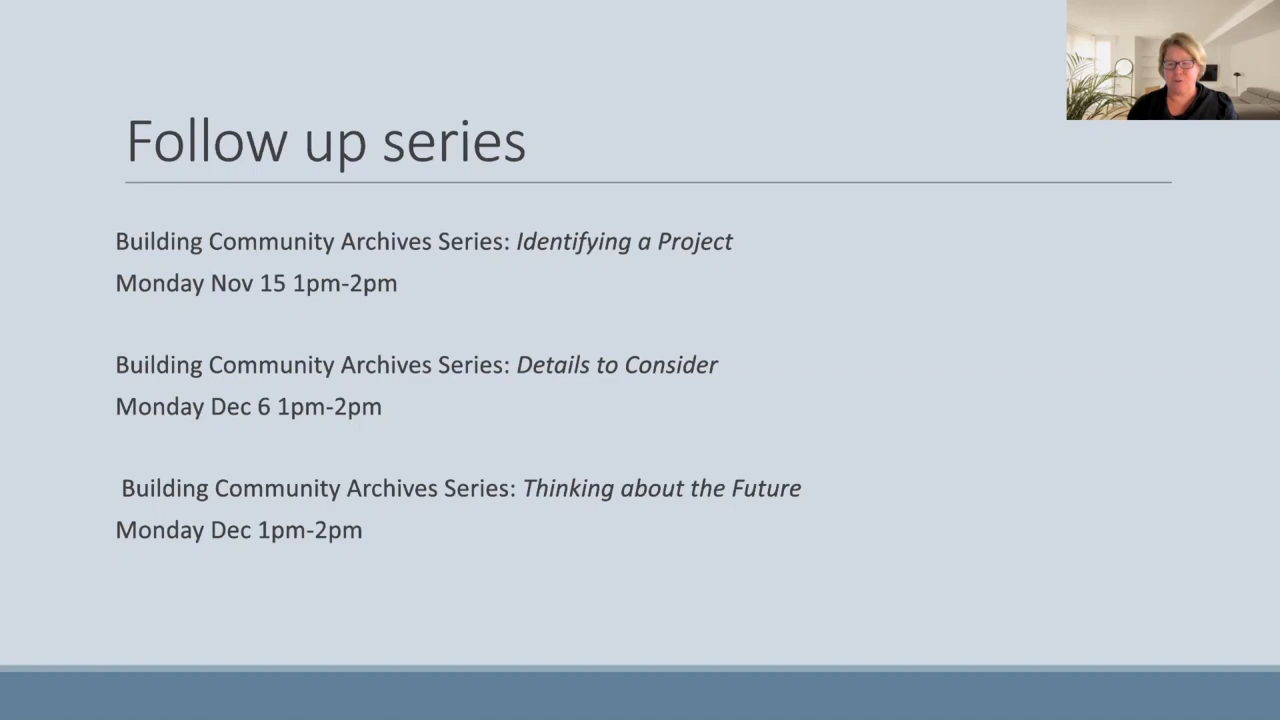 Follow up series
Building Community Archives Series: Identifying a Project
Monday Nov 15 1pm-2pm
Building Community Archives Series: Details to Consider
Monday Dec 6 1pm-2pm
Building Community Archives Series: Thinking about the Future
Monday Dec 1pm-2pm